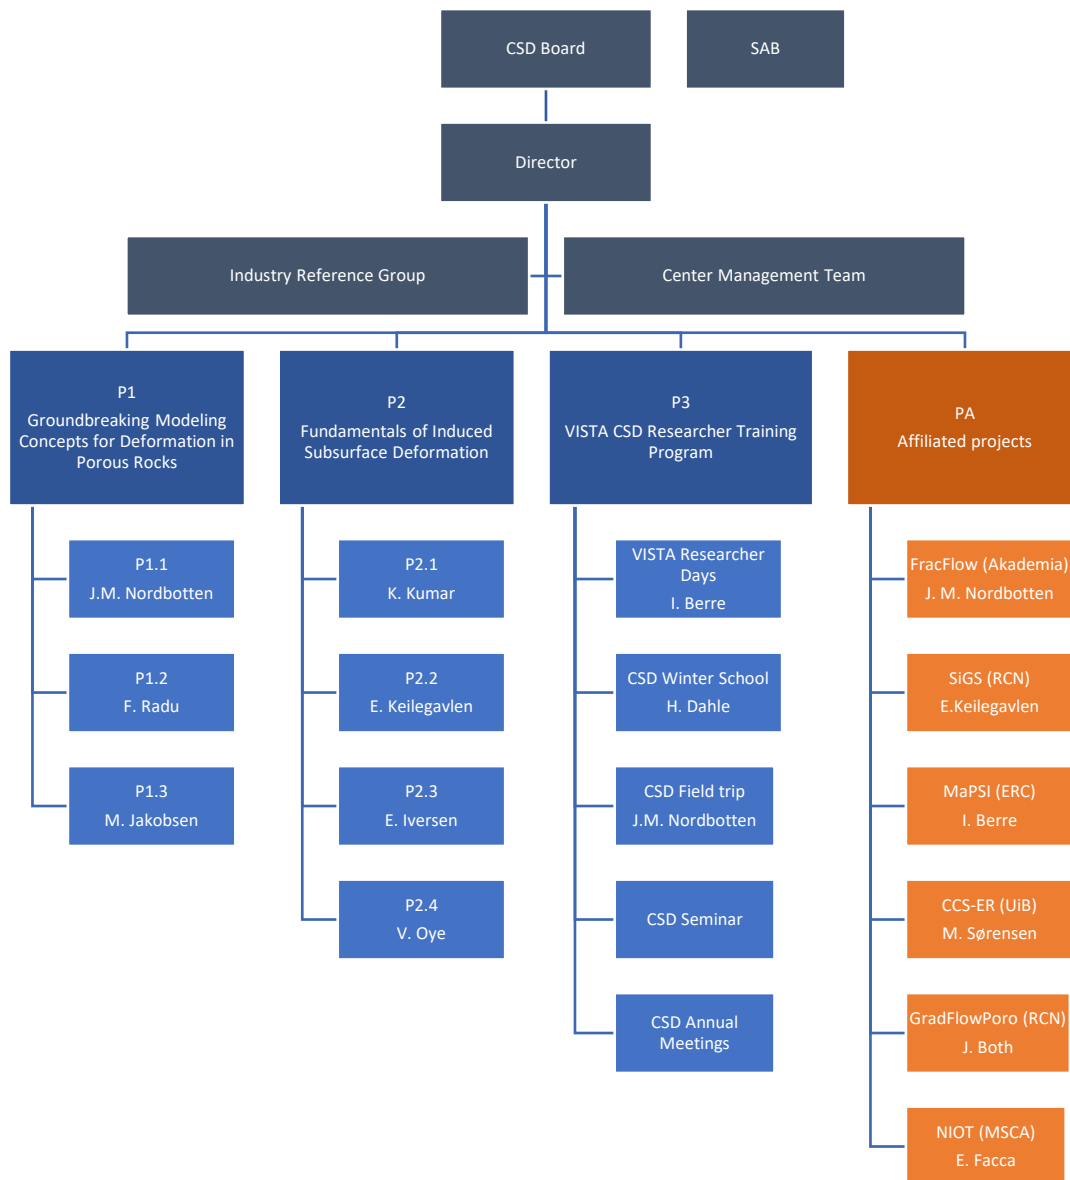 CSD Board
SAB
Director
Industry Reference Group
Center Management Team
P1
Groundbreaking Modeling
Concepts for Deformation in
Porous Rocks
P1.1
J.M. Nordbotten
P1.2
F. Radu
P1.3
M. Jakobsen
P2
Fundamentals of Induced
Subsurface Deformation
P2.1
K. Kumar
P2.2
E. Keilegavlen
P2.3
E. Iversen
P2.4
V. Oye
P3
VISTA CSD Researcher Training
Program
VISTA Researcher
Days
I. Berre
CSD Winter School
H. Dahle
CSD Field trip
J.M. Nordbotten
CSD Seminar
CSD Annual
Meetings
PA
Affiliated projects
FracFlow (Akademia)
J. M. Nordbotten
SiGS (RCN)
E.Keilegavlen
MaPSI (ERC)
I. Berre
CCS-ER (UiB)
M. Sørensen
GradFlowPoro (RCN)
J. Both
NIOT (MSCA)
E. Facca